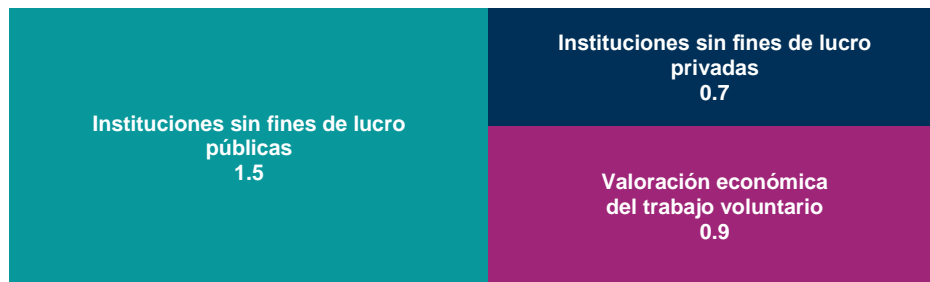 Instituciones sin fines de lucro
públicas
1.5
Instituciones sin fines de lucro
privadas
0.7
Valoración económica
del trabajo voluntario
0.9